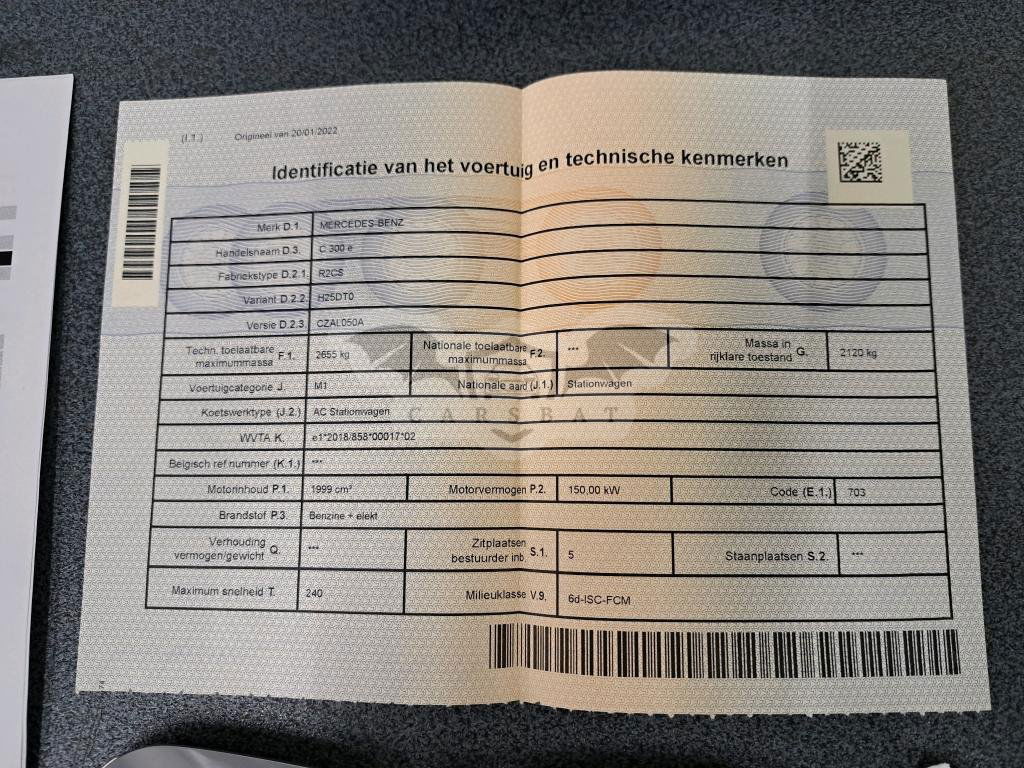 (I.1.) Origineel van 20/01/2022
Identificatie van het voertuig en technische kenmerken
Merk D.1. MERCEDES-BENZ
Handelsnaam D.3. C 300 e
Fabriekstype D.2.1. R2CS
Variant D.2.2. HZ5DT0
Versie D.2.3. CZAL050A
Techn. toelaatbare maximummassa F.1. 2655 kg Nationale toelaatbare maximummassa F.2. *** Massa in rijklare toestand G. 2120 kg
Voertuigcategorie J. M1 Nationale aard (J.1.) Stationwagen
Koetswerktype (J.2.) AC Stationwagen
CARSBAT
WVTA K. e1*2018/858*00017*02
Belgisch ref.nummer (K.1.) ***
Motorinhoud P.1. 1999 cm³ Motorvermogen P.2. 150,00 kW Code (E.1.) 703
Brandstof P.3. Benzine + elekt
Verhouding vermogen/gewicht Q. *** Zitplaatsen bestuurder inb. S.1. 5 Staanplaatsen S.2. ***
Maximum snelheid T. 240 Milieuklasse V.9. 6d-ISC-FCM